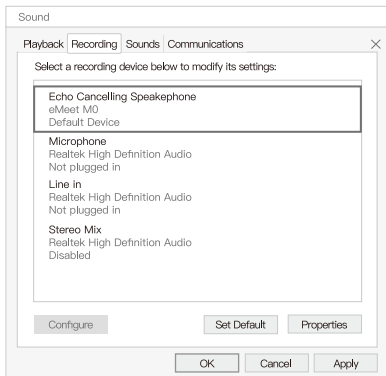 Sound
Playback Recording Sounds Communications
Select a recording device below to modify its settings:
Echo Cancelling Speakephone
eMeet M0
Default Device
Microphone
Realtek High Definition Audio
Not plugged in
Line in
Realtek High Definition Audio
Not plugged in
Stereo Mix
Realtek High Definition Audio
Disabled
Configure Set Default Properties
OK Cancel Apply